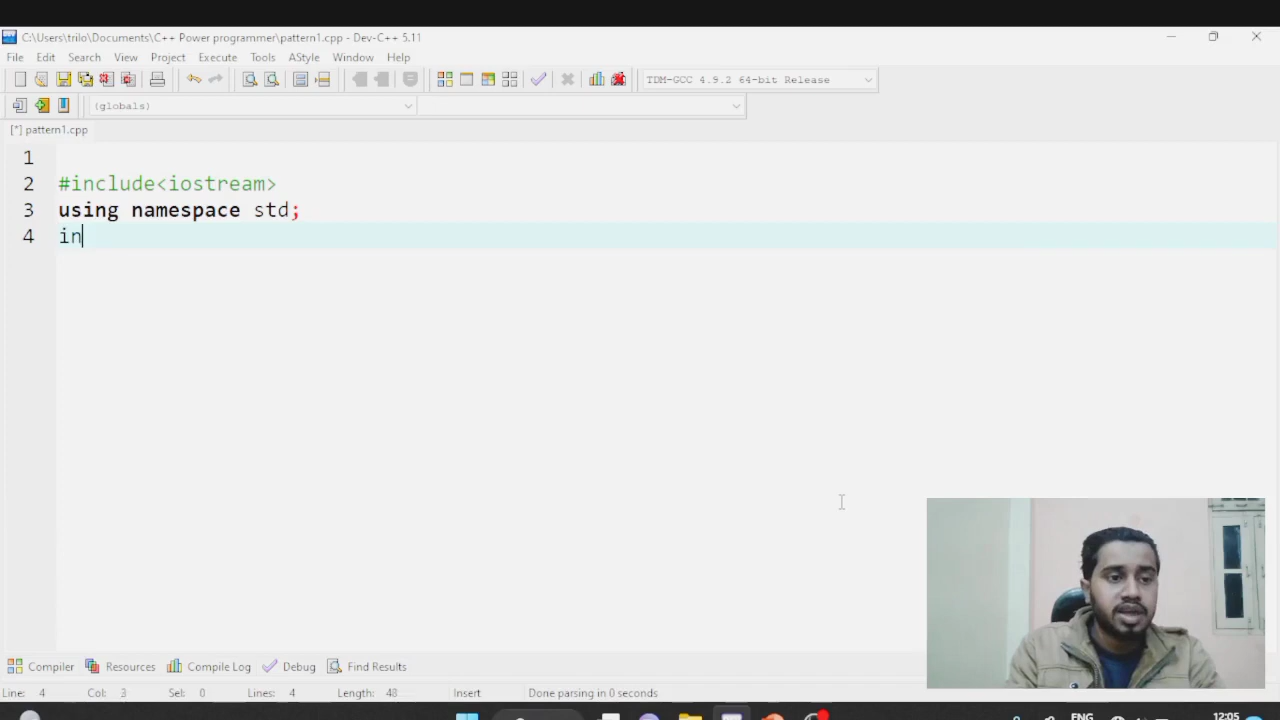 C:\Users\trilo\Documents\C++ Power programmer\pattern1.cpp - Dev-C++ 5.11
File Edit Search View Project Execute Tools AStyle Window Help
TDM-GCC 4.9.2 64-bit Release
(globals)
[*] pattern1.cpp
1
2 #include<iostream>
3 using namespace std;
4 in
Compiler Resources Compile Log Debug Find Results
Line: 4 Col: 3 Sel: 0 Lines: 4 Length: 48 Insert Done parsing in 0 seconds
ENG 12:05